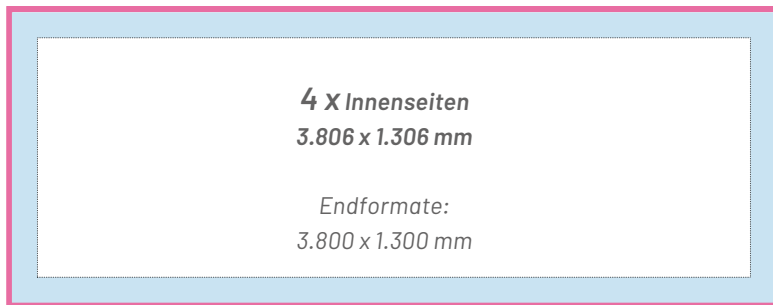 4 x Innenseiten
3.806 x 1.306 mm
Endformate:
3.800 x 1.300 mm